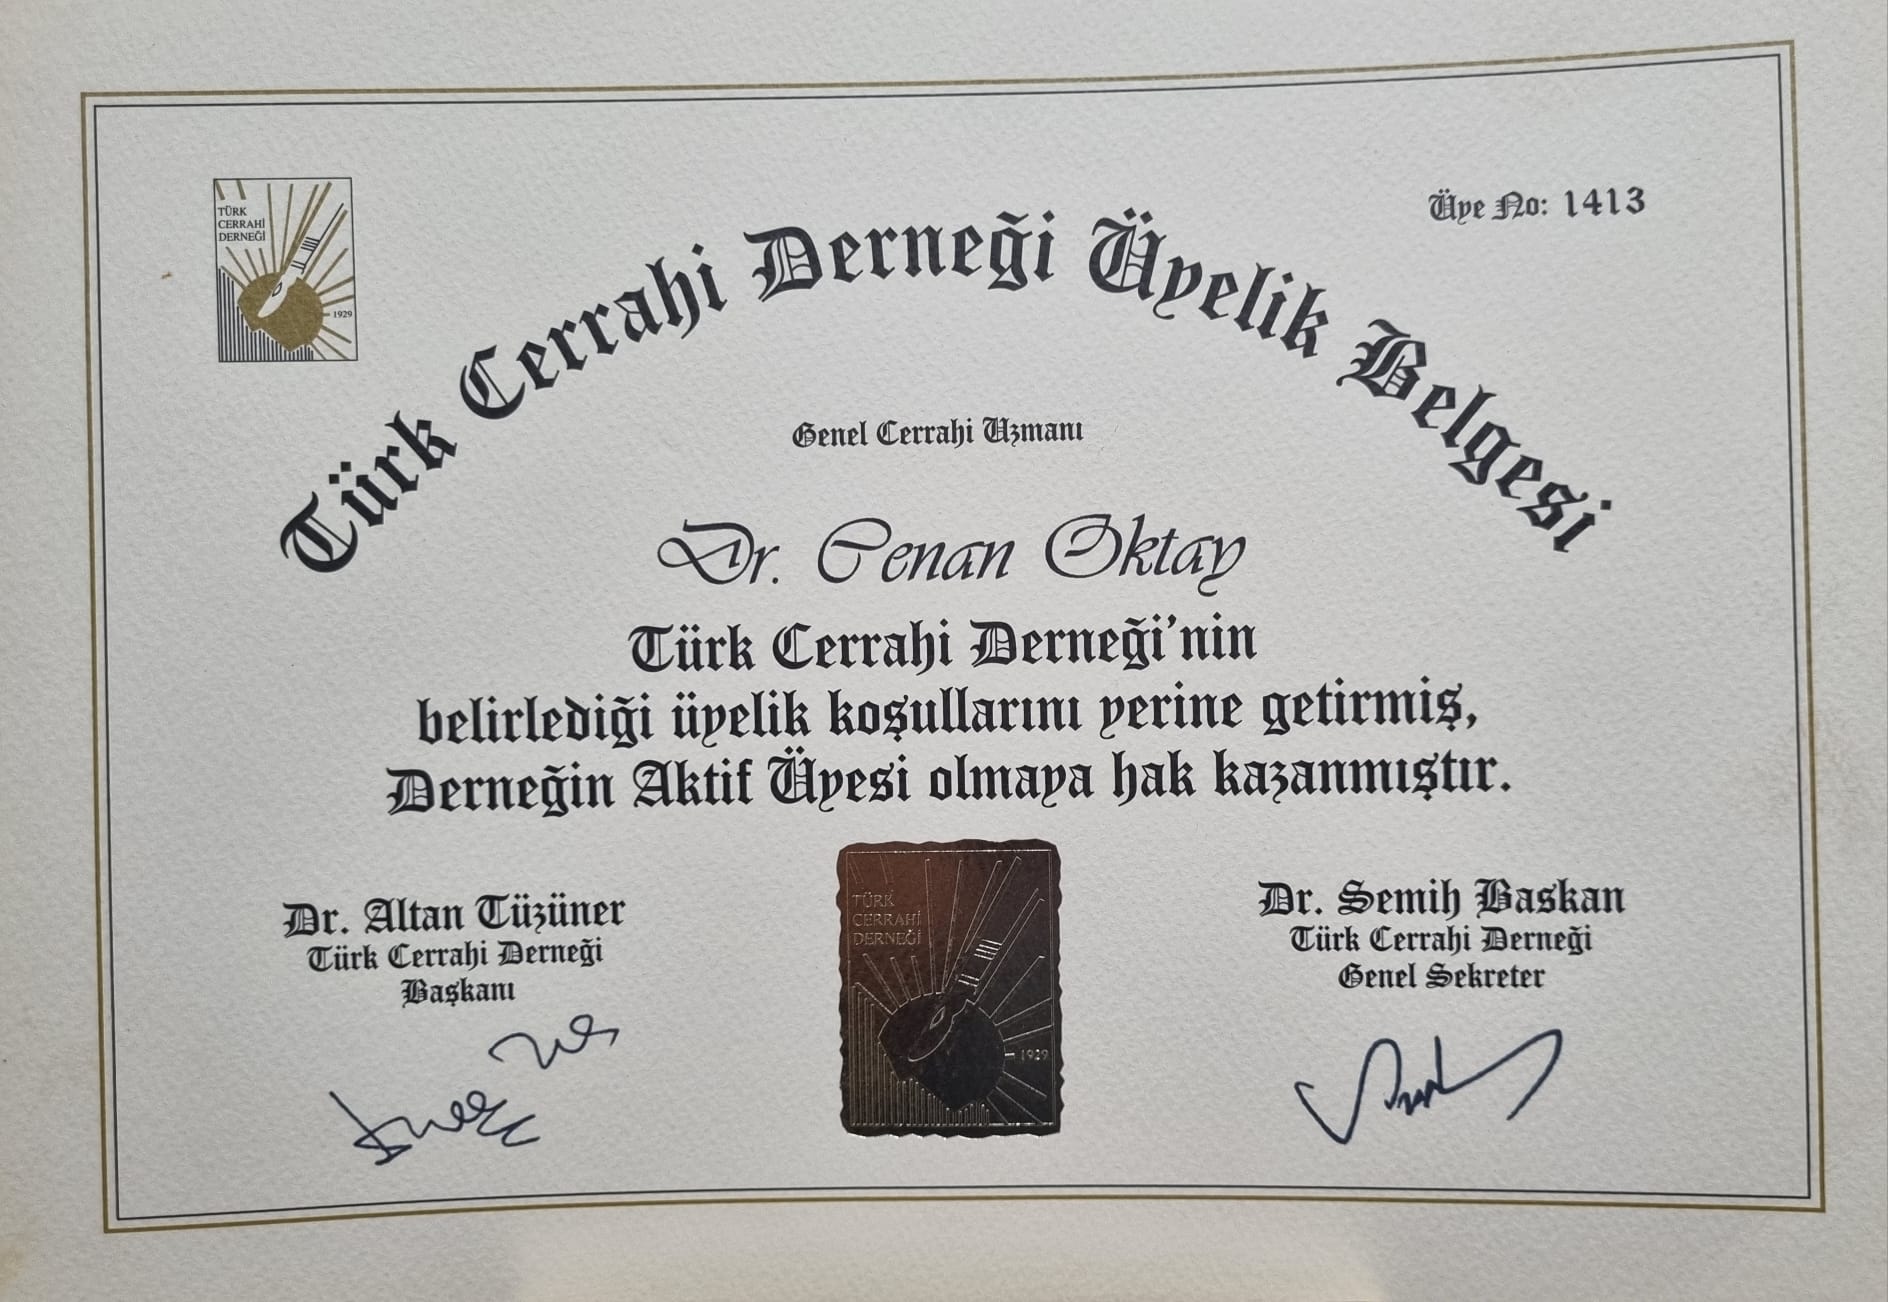 TÜRK
CERRAHİ
DERNEĞİ
1929
Üye No: 1413
Türk Cerrahi Derneği Üyelik Belgesi
Genel Cerrahi Uzmanı
Dr. Cenan Oktay
Türk Cerrahi Derneği'nin
belirlediği üyelik koşullarını yerine getirmiş,
Derneğin Aktif Üyesi olmaya hak kazanmıştır.
Dr. Altan Tüzüner
Türk Cerrahi Derneği
Başkanı
TÜRK
CERRAHİ
DERNEĞİ
1929
Dr. Semih Baskan
Türk Cerrahi Derneği
Genel Sekreter